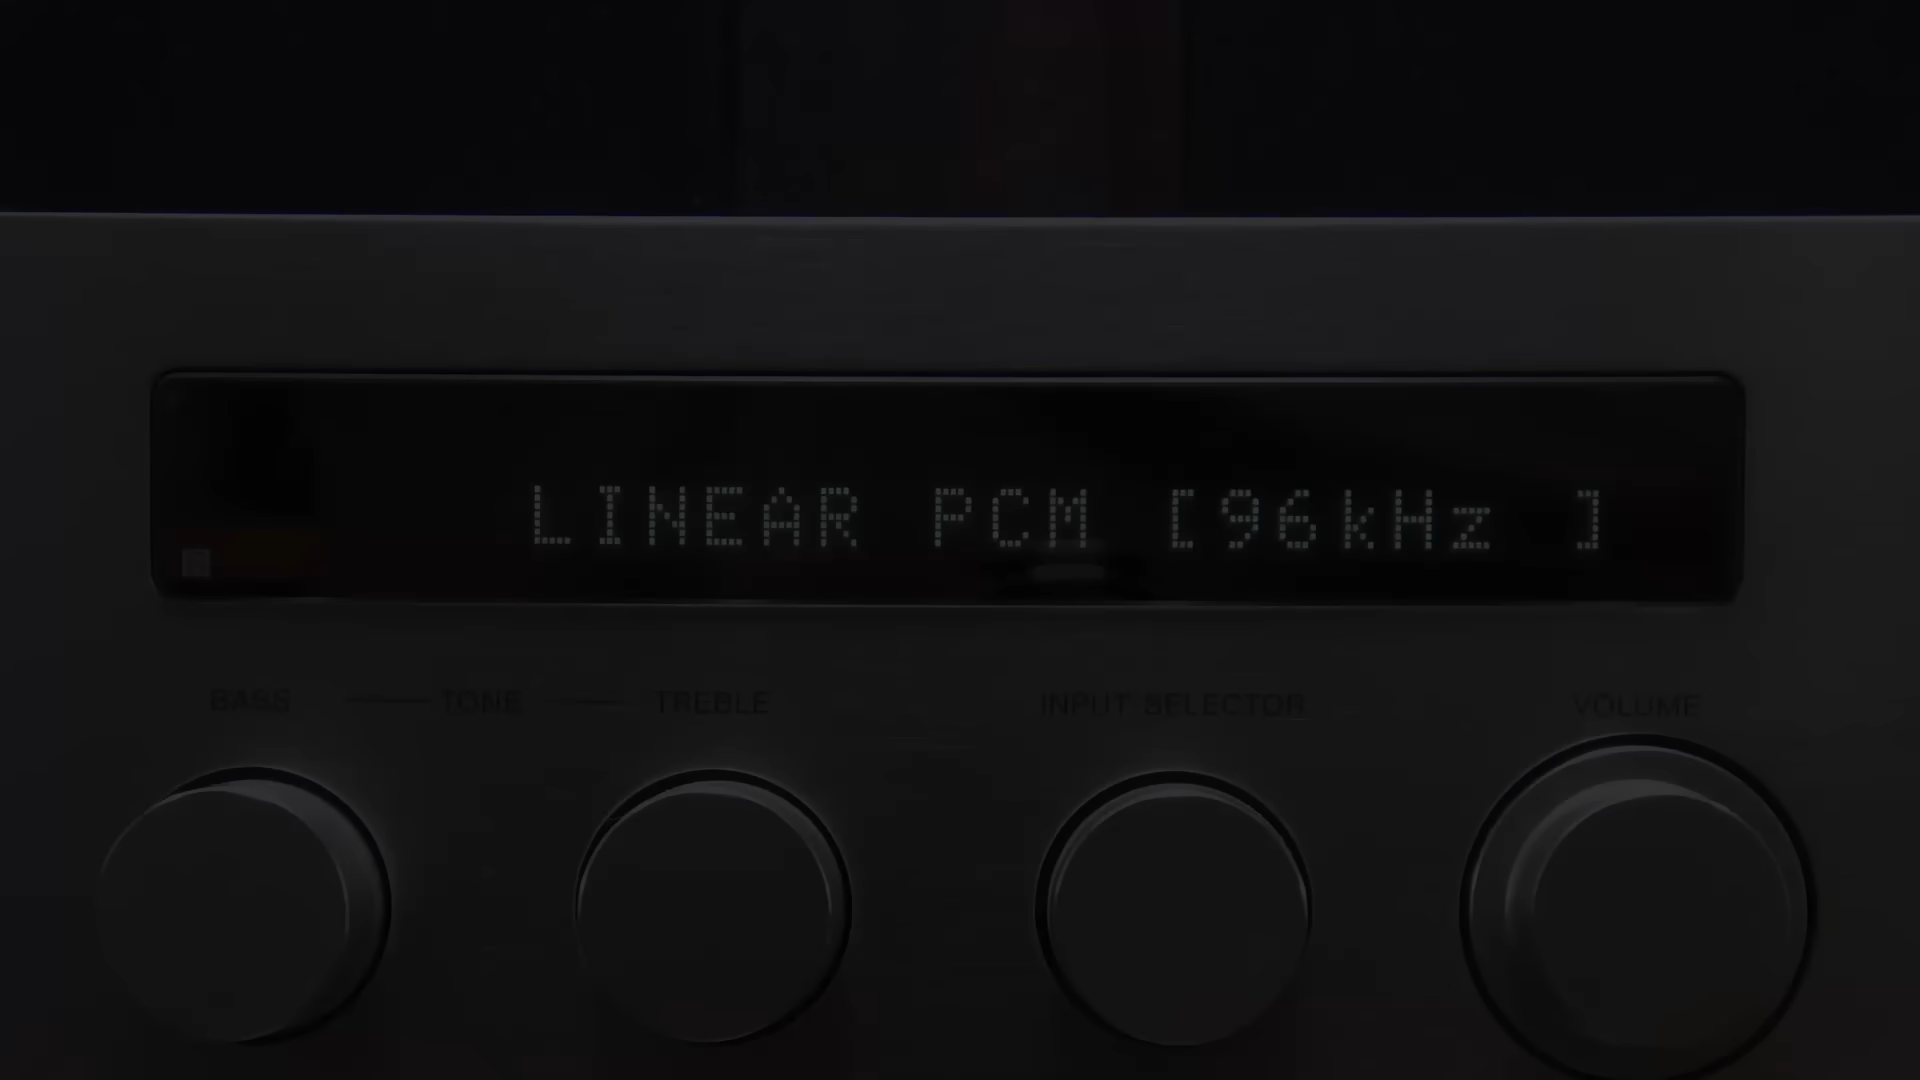 LINEAR PCM [96kHz ]
BASS TONE TREBLE INPUT SELECTOR VOLUME